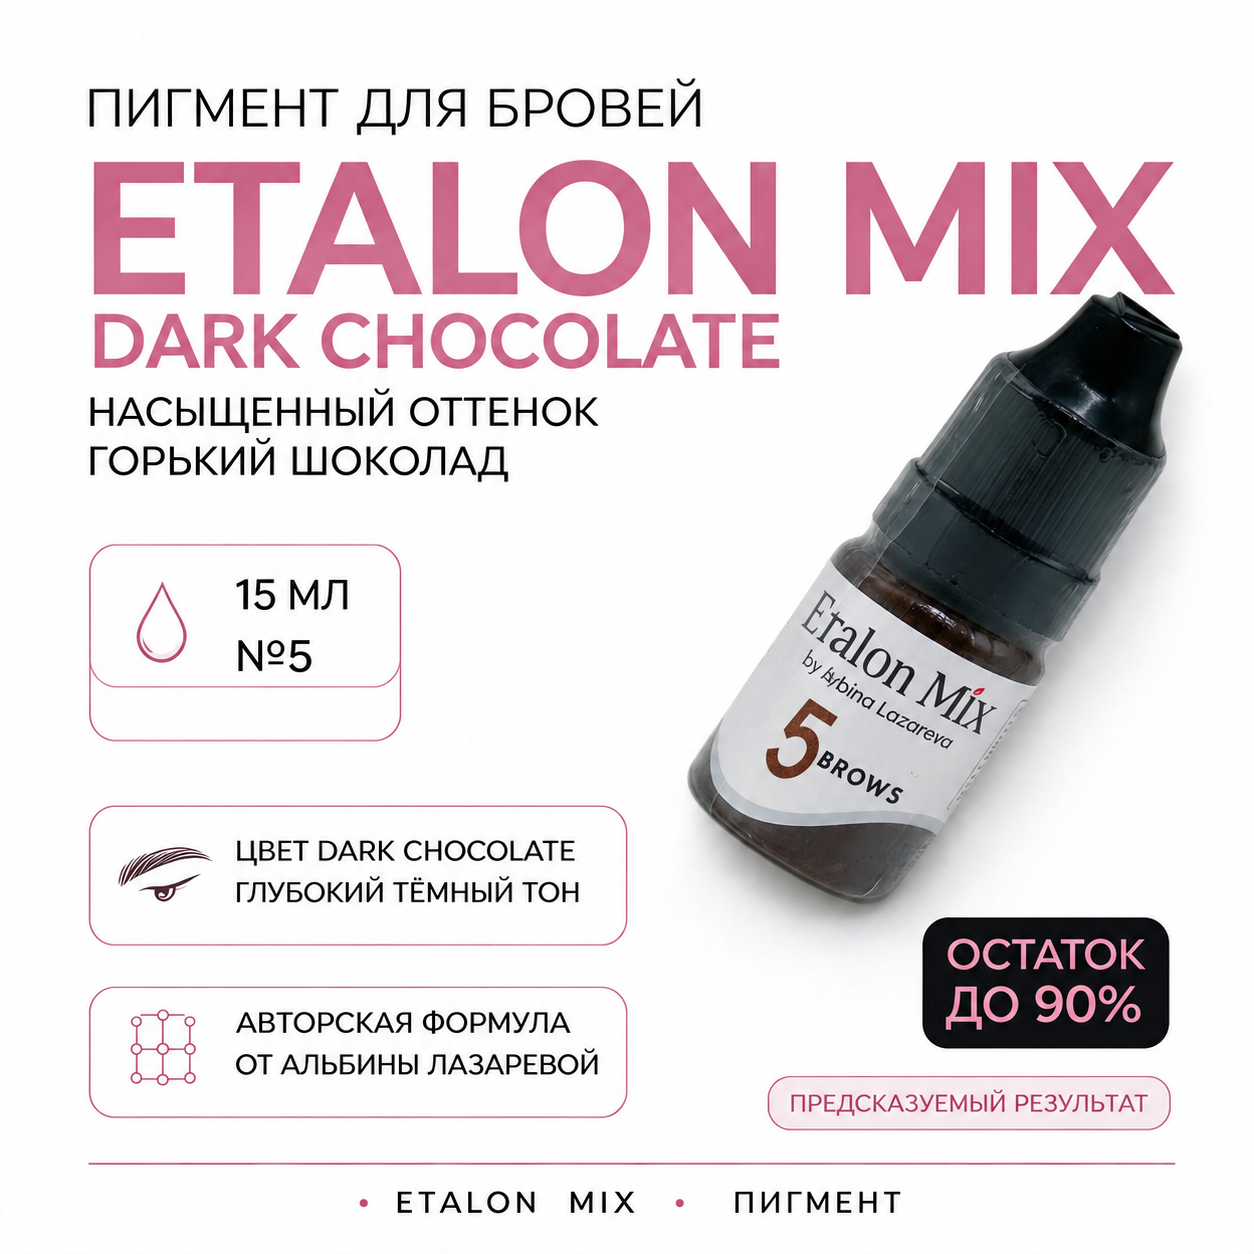 ПИГМЕНТ ДЛЯ БРОВЕЙ
ETALON MIX
DARK CHOCOLATE
НАСЫЩЕННЫЙ ОТТЕНОК
ГОРЬКИЙ ШОКОЛАД
15 МЛ
№5
Etalon Mix
by Lazareva
5 BROWS
ЦВЕТ DARK CHOCOLATE
ГЛУБОКИЙ ТЁМНЫЙ ТОН
АВТОРСКАЯ ФОРМУЛА
ОТ АЛЬБИНЫ ЛАЗАРЕВОЙ
ОСТАТОК
ДО 90%
ПРЕДСКАЗУЕМЫЙ РЕЗУЛЬТАТ
• ETALON MIX • ПИГМЕНТ